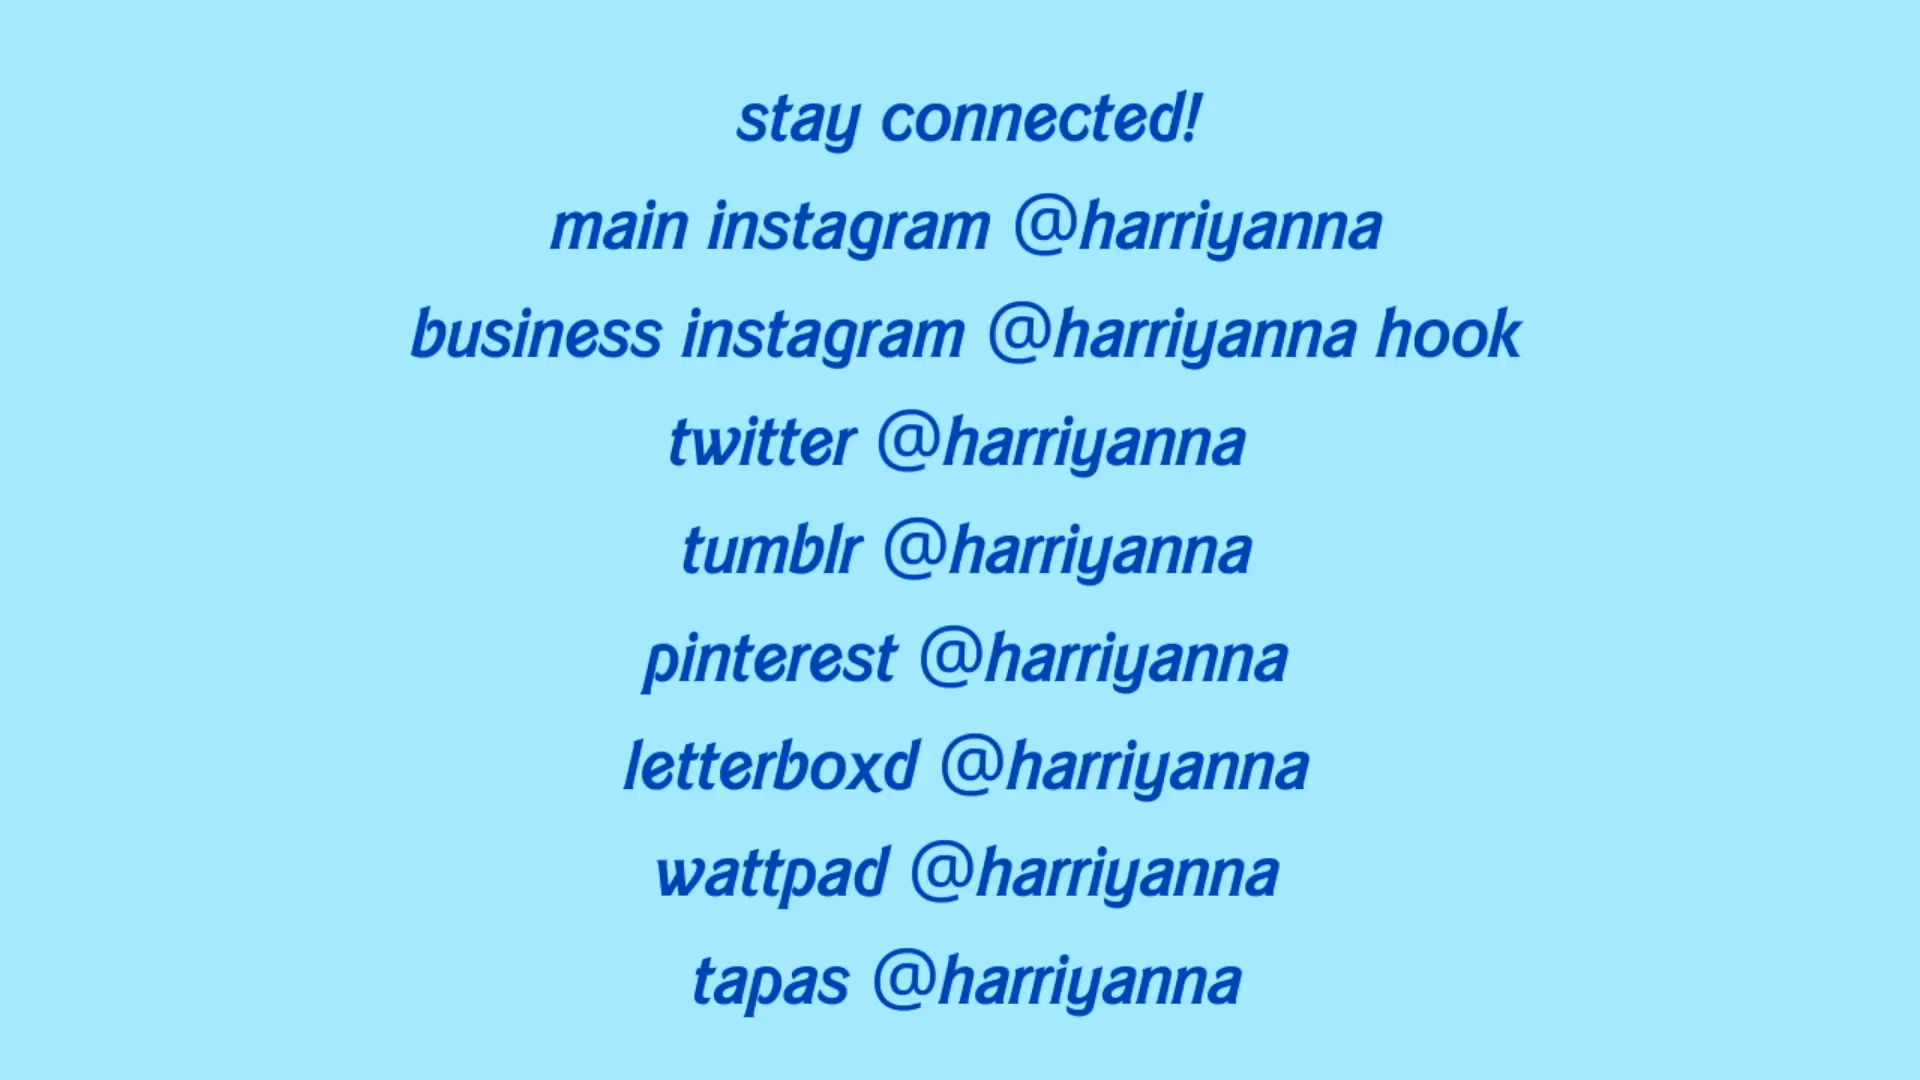 stay connected!
main instagram @harriyanna
business instagram @harriyanna hook
twitter @harriyanna
tumblr @harriyanna
pinterest @harriyanna
letterboxd @harriyanna
wattpad @harriyanna
tapas @harriyanna